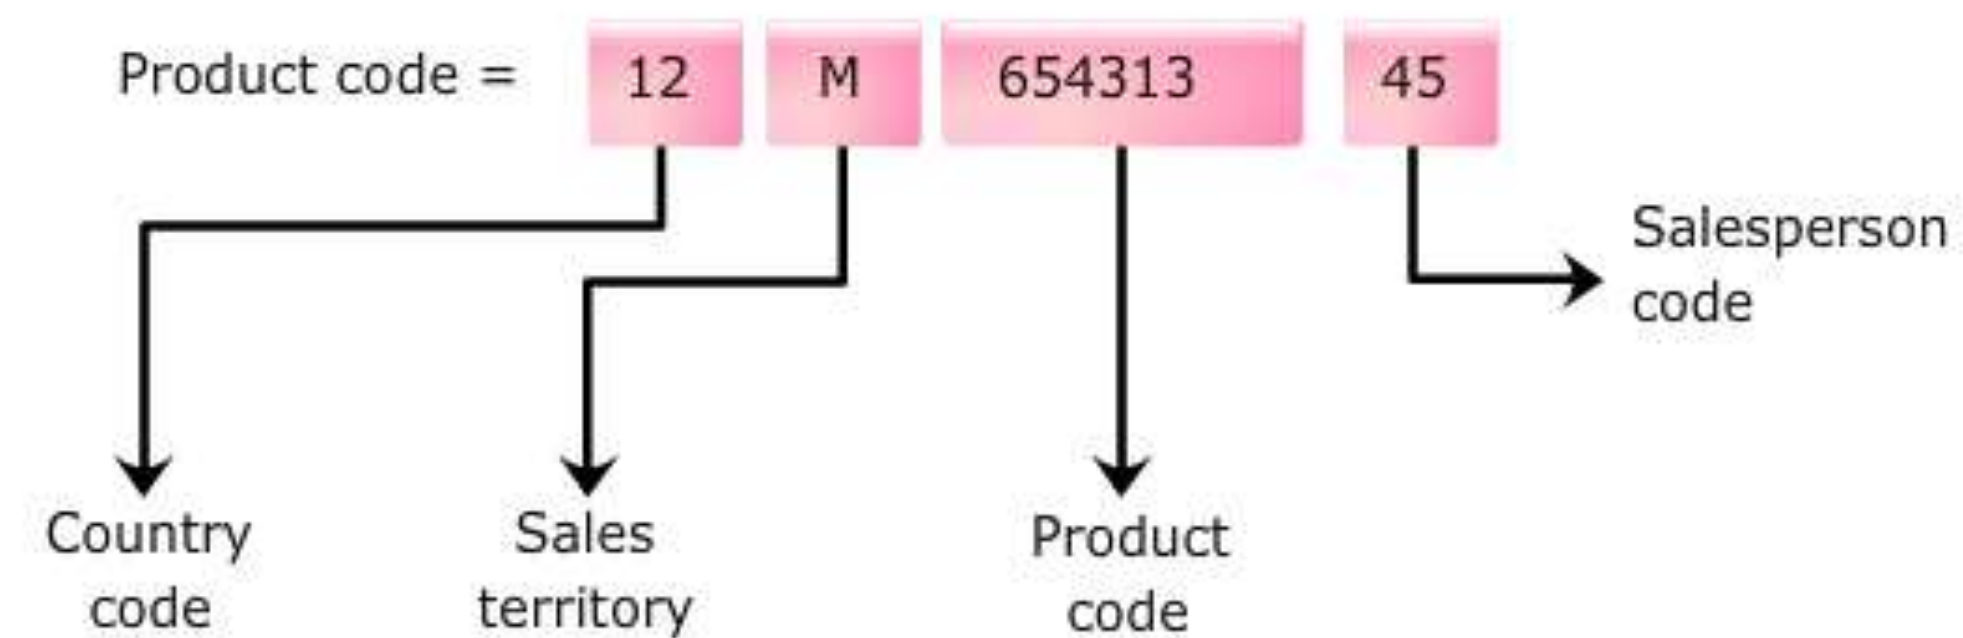 Product code = 12 M 654313 45
Salesperson
code
Country
code
Sales
territory
Product
code